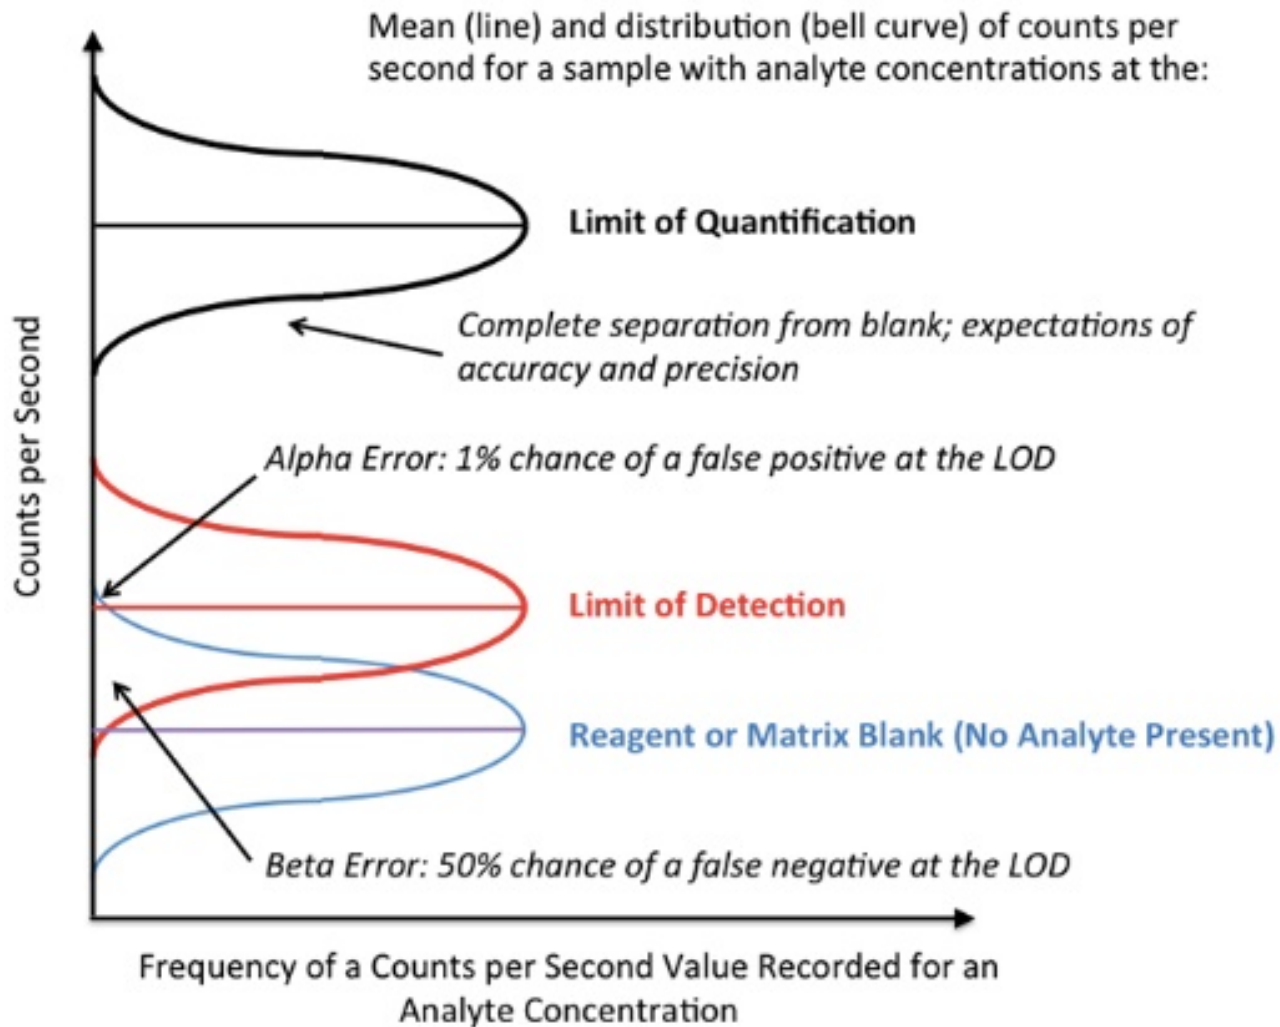 Mean (line) and distribution (bell curve) of counts per
second for a sample with analyte concentrations at the:
Limit of Quantification
Complete separation from blank; expectations of
accuracy and precision
Counts per Second
Alpha Error: 1% chance of a false positive at the LOD
Limit of Detection
Reagent or Matrix Blank (No Analyte Present)
Beta Error: 50% chance of a false negative at the LOD
Frequency of a Counts per Second Value Recorded for an
Analyte Concentration